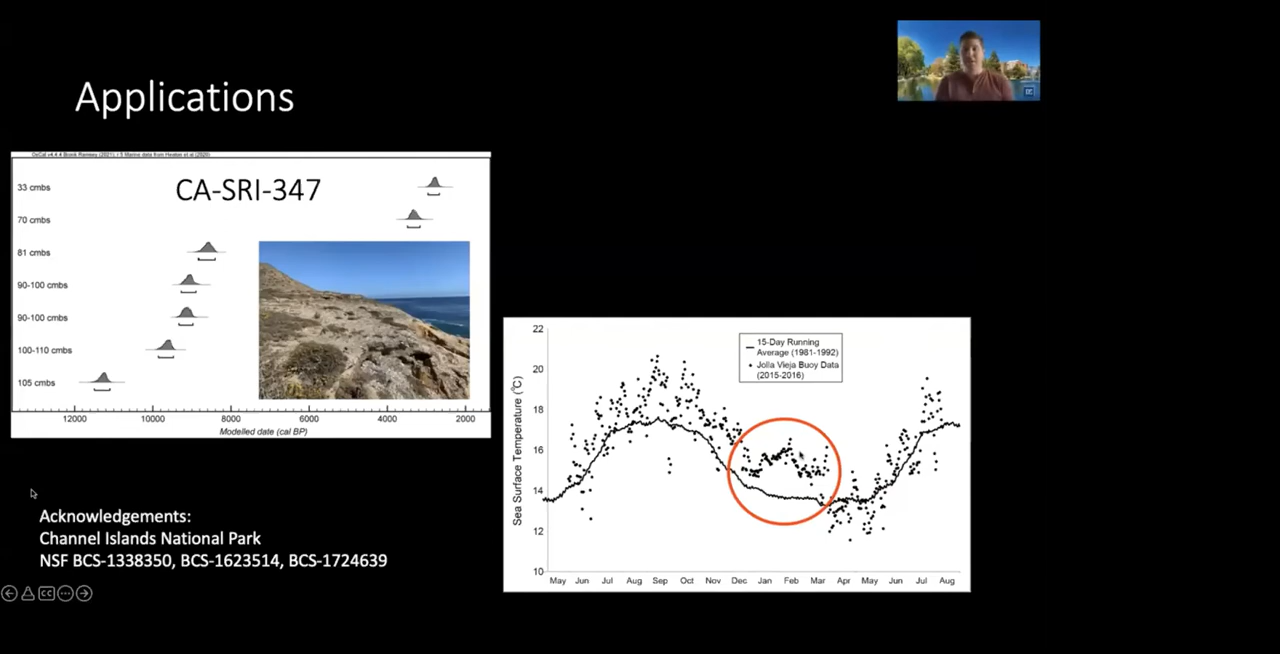 Applications
OxCal v4.4.4 Bronk Ramsey (2021); r:5 Marine data from Heaton et al (2020)
CA-SRI-347
33 cmbs
70 cmbs
81 cmbs
90-100 cmbs
90-100 cmbs
100-110 cmbs
105 cmbs
12000 10000 8000 6000 4000 2000
Modelled date (cal BP)
22
20
18
16
14
12
10
Sea Surface Temperature (°C)
15-Day Running
Average (1981-1992)
Jolla Vieja Buoy Data
(2015-2016)
May Jun Jul Aug Sep Oct Nov Dec Jan Feb Mar Apr May Jun Jul Aug
Acknowledgements:
Channel Islands National Park
NSF BCS-1338350, BCS-1623514, BCS-1724639
CC